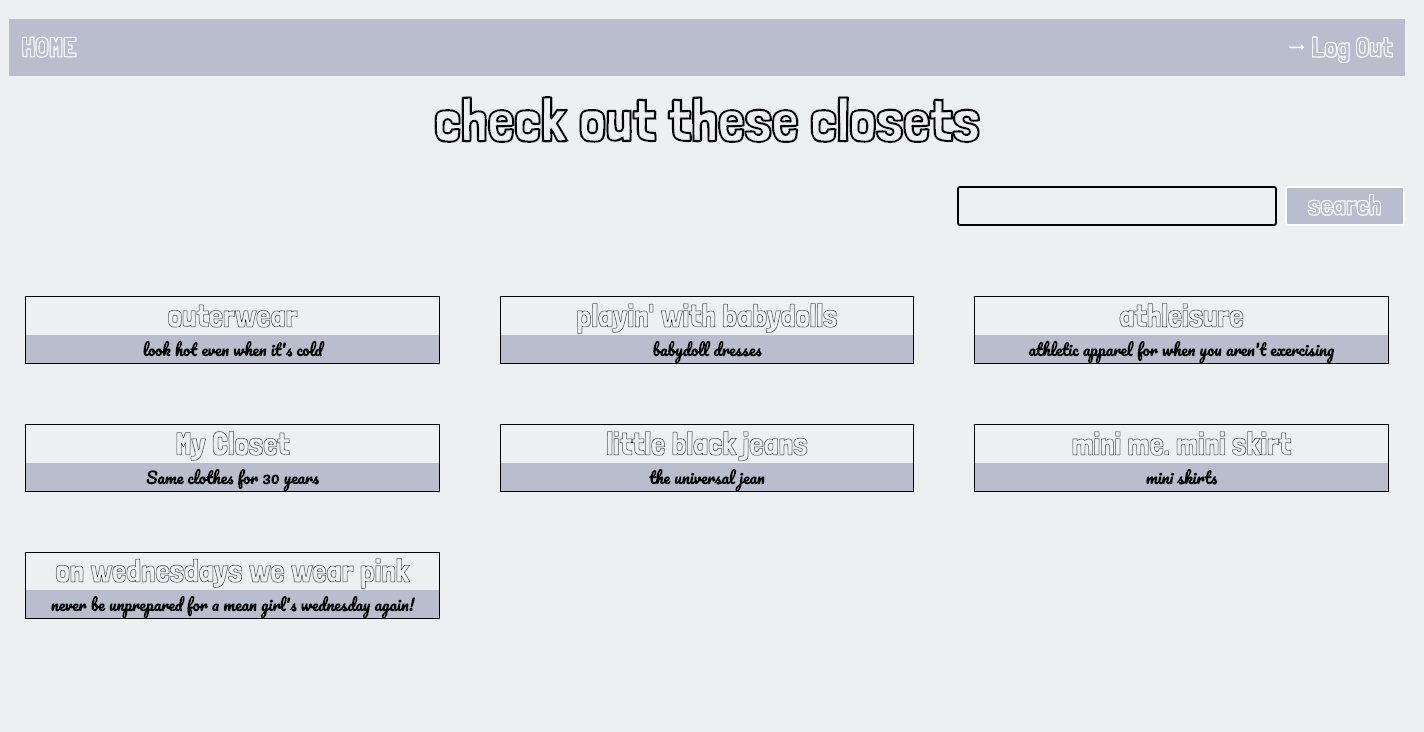 HOME
→ Log Out
check out these closets
search
outerwear
look hot even when it's cold
playin' with babydolls
babydoll dresses
athleisure
athletic apparel for when you aren't exercising
My Closet
Same clothes for 30 years
little black jeans
the universal jean
mini me. mini skirt
mini skirts
on wednesdays we wear pink
never be unprepared for a mean girl's wednesday again!